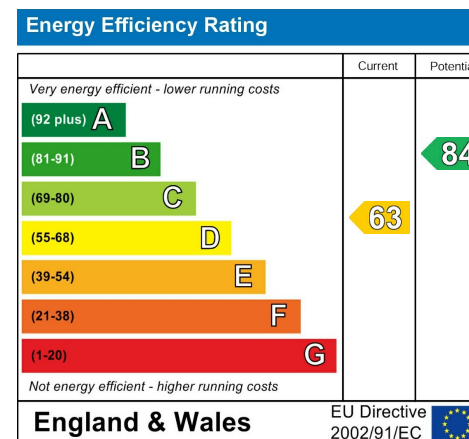 Energy Efficiency Rating
Current Potentia
Very energy efficient - lower running costs
(92 plus) A
(81-91) B
84
(69-80) C
63
(55-68) D
(39-54) E
(21-38) F
(1-20) G
Not energy efficient - higher running costs
England & Wales
EU Directive
2002/91/EC